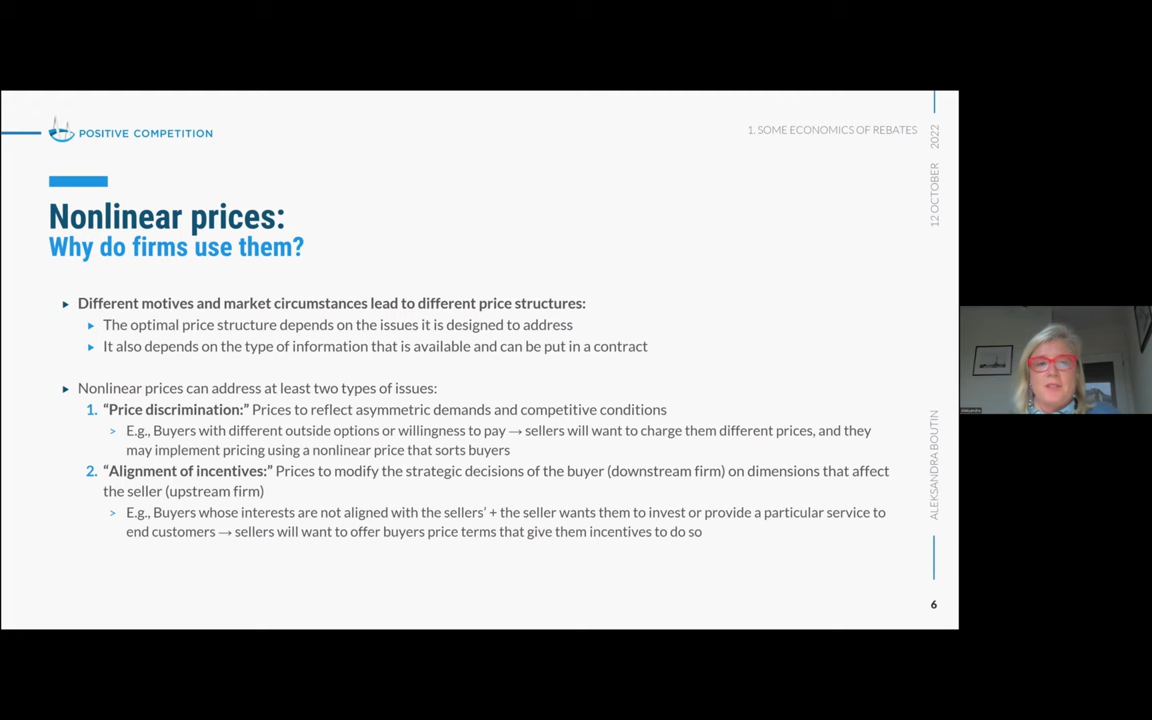 POSITIVE COMPETITION
1. SOME ECONOMICS OF REBATES
12 OCTOBER 2022
Nonlinear prices:
Why do firms use them?
Different motives and market circumstances lead to different price structures:
The optimal price structure depends on the issues it is designed to address
It also depends on the type of information that is available and can be put in a contract
Nonlinear prices can address at least two types of issues:
1. “Price discrimination:” Prices to reflect asymmetric demands and competitive conditions
> E.g., Buyers with different outside options or willingness to pay → sellers will want to charge them different prices, and they
may implement pricing using a nonlinear price that sorts buyers
2. “Alignment of incentives:” Prices to modify the strategic decisions of the buyer (downstream firm) on dimensions that affect
the seller (upstream firm)
> E.g., Buyers whose interests are not aligned with the sellers’ + the seller wants them to invest or provide a particular service to
end customers → sellers will want to offer buyers price terms that give them incentives to do so
ALEKSANDRA BOUTIN
6
Aleksandra